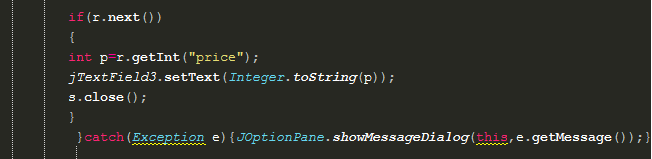 if(r.next())
{
int p=r.getInt("price");
jTextField3.setText(Integer.toString(p));
s.close();
}
}catch(Exception e){JOptionPane.showMessageDialog(this,e.getMessage());}